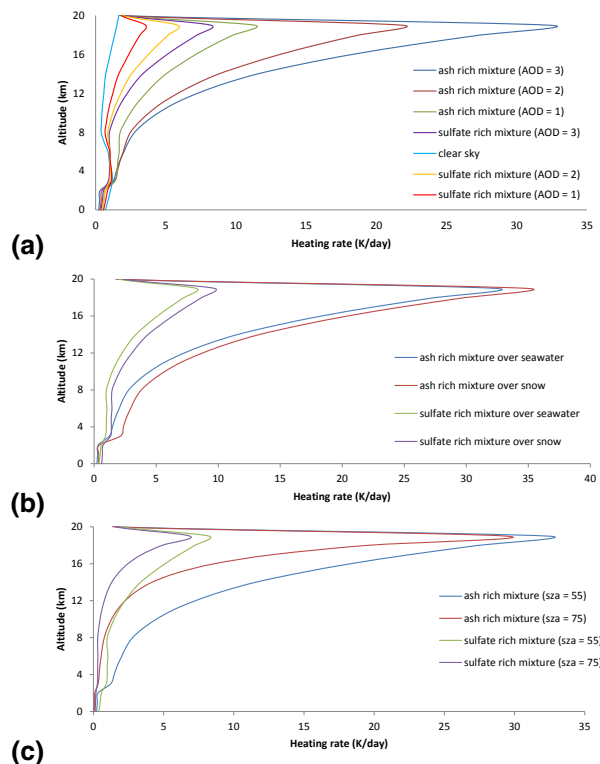 20
16
12
8
4
0
Altitude (km)
0 5 10 15 20 25 30 35
Heating rate (K/day)
ash rich mixture (AOD = 3)
ash rich mixture (AOD = 2)
ash rich mixture (AOD = 1)
sulfate rich mixture (AOD = 3)
clear sky
sulfate rich mixture (AOD = 2)
sulfate rich mixture (AOD = 1)
(a)
20
16
12
8
4
0
Altitude (km)
0 5 10 15 20 25 30 35 40
Heating rate (K/day)
ash rich mixture over seawater
ash rich mixture over snow
sulfate rich mixture over seawater
sulfate rich mixture over snow
(b)
20
16
12
8
4
0
Altitude (km)
0 5 10 15 20 25 30 35
Heating rate (K/day)
ash rich mixture (sza = 55)
ash rich mixture (sza = 75)
sulfate rich mixture (sza = 55)
sulfate rich mixture (sza = 75)
(c)